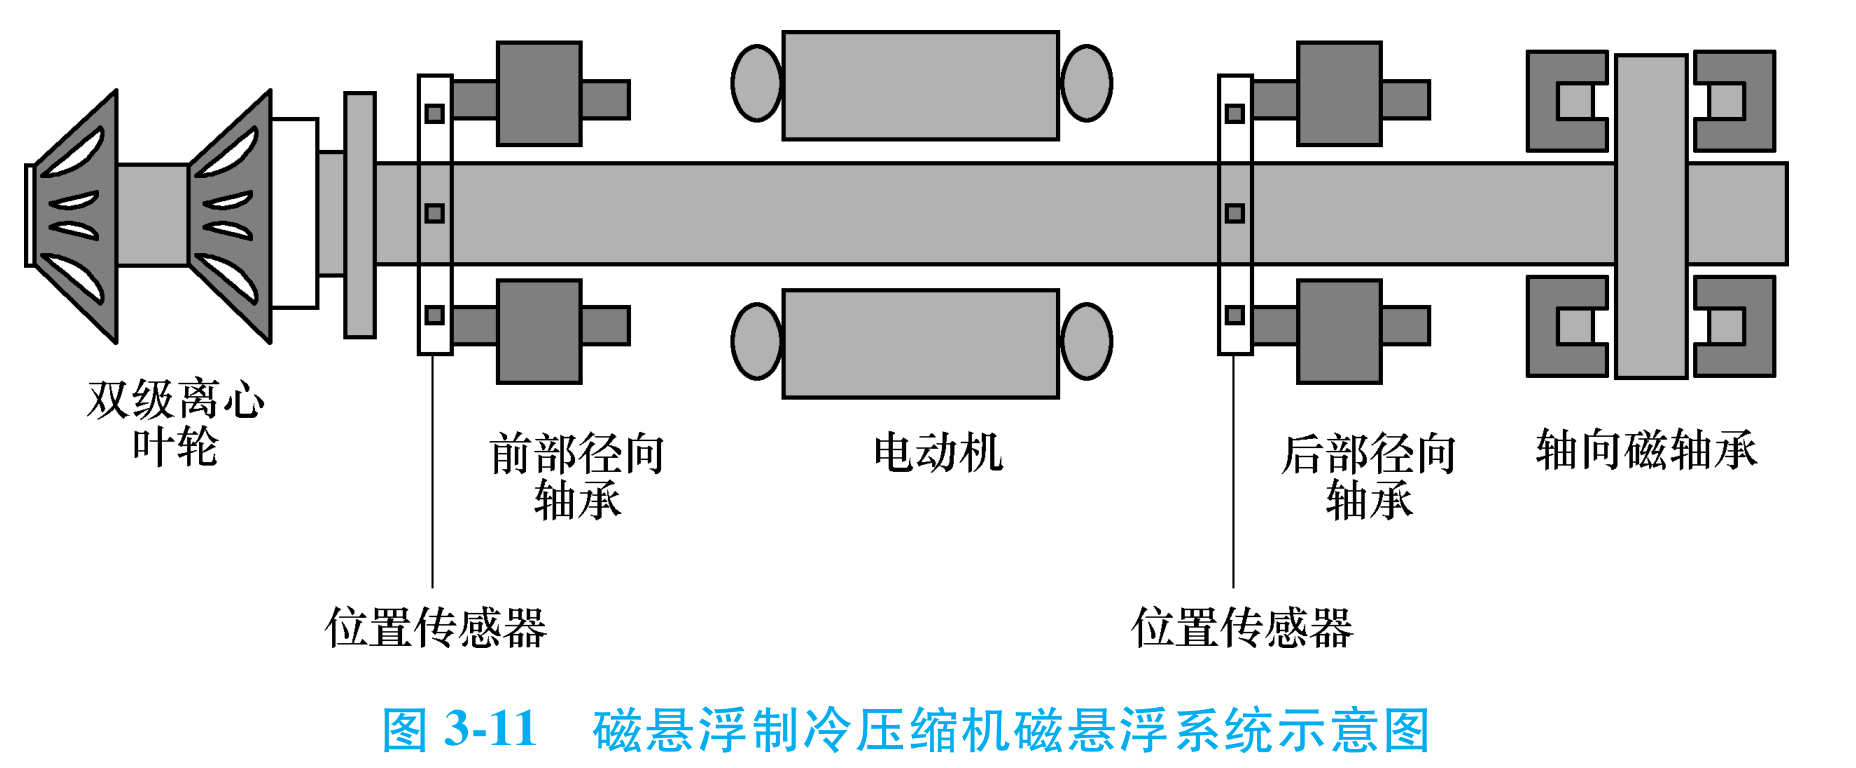 双级离心
叶轮
前部径向
轴承
电动机
后部径向
轴承
轴向磁轴承
位置传感器
位置传感器
图 3-11 磁悬浮制冷压缩机磁悬浮系统示意图